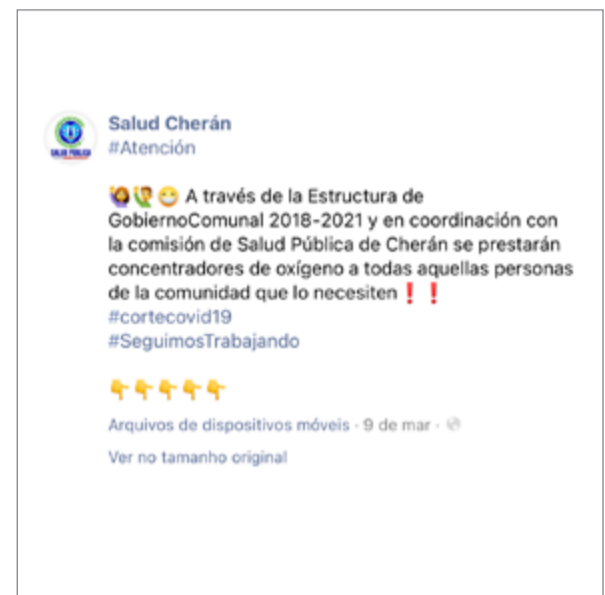 Salud Cherán
#Atención
🙋‍♀️🙋‍♂️😷 A través de la Estructura de
GobiernoComunal 2018-2021 y en coordinación con
la comisión de Salud Pública de Cherán se prestarán
concentradores de oxígeno a todas aquellas personas
de la comunidad que lo necesiten❗❗
#cortecovid19
#SeguimosTrabajando
👇👇👇👇👇
Arquivos de dispositivos móveis · 9 de mar ·
Ver no tamanho original
SALUD PÚBLICA